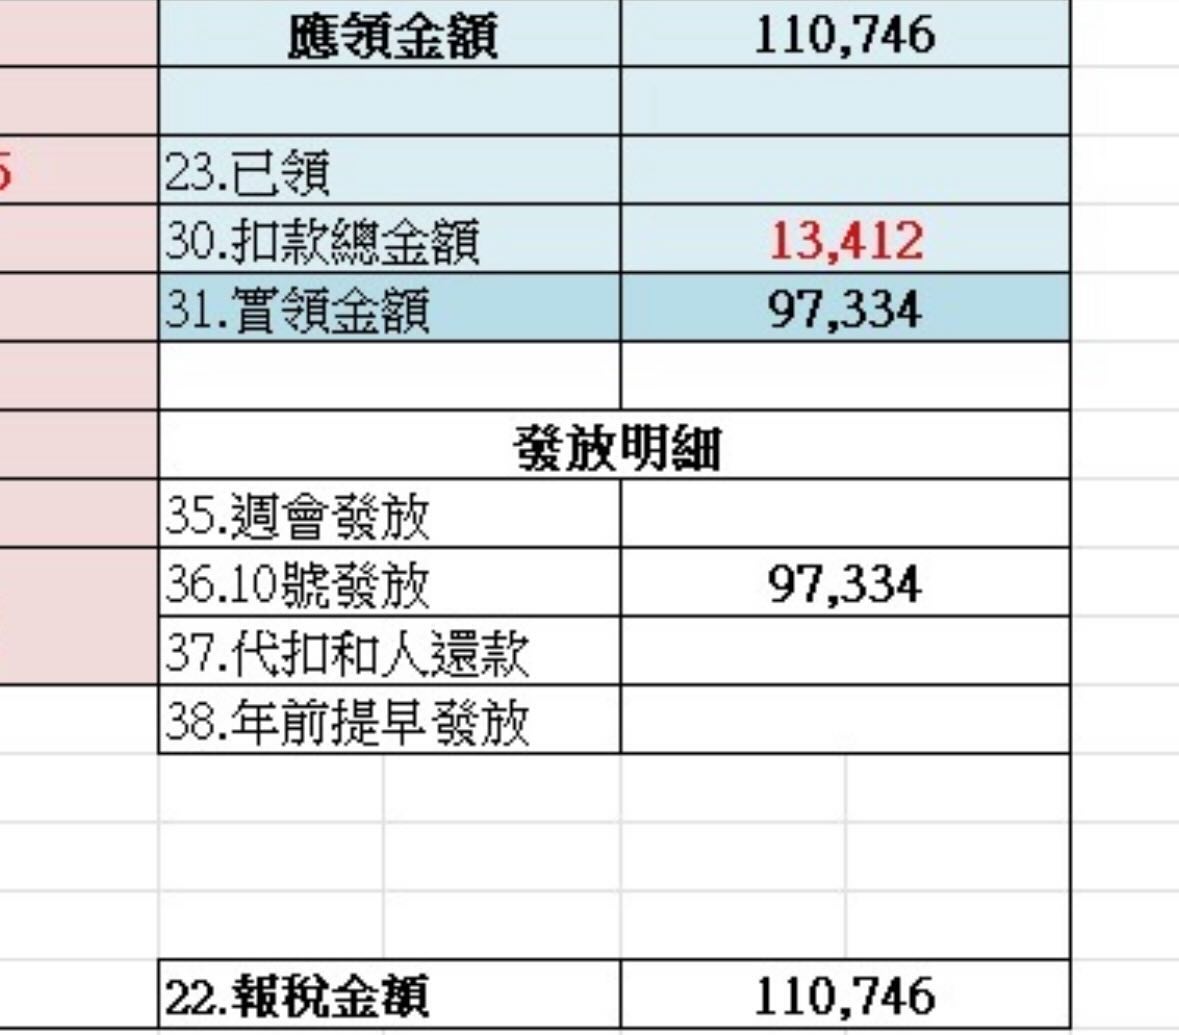 應領金額 110,746
5 23.已領
30.扣款總金額 13,412
31.實領金額 97,334
發放明細
35.週會發放
36.10號發放 97,334
37.代扣和人還款
38.年前提早發放
22.報稅金額 110,746